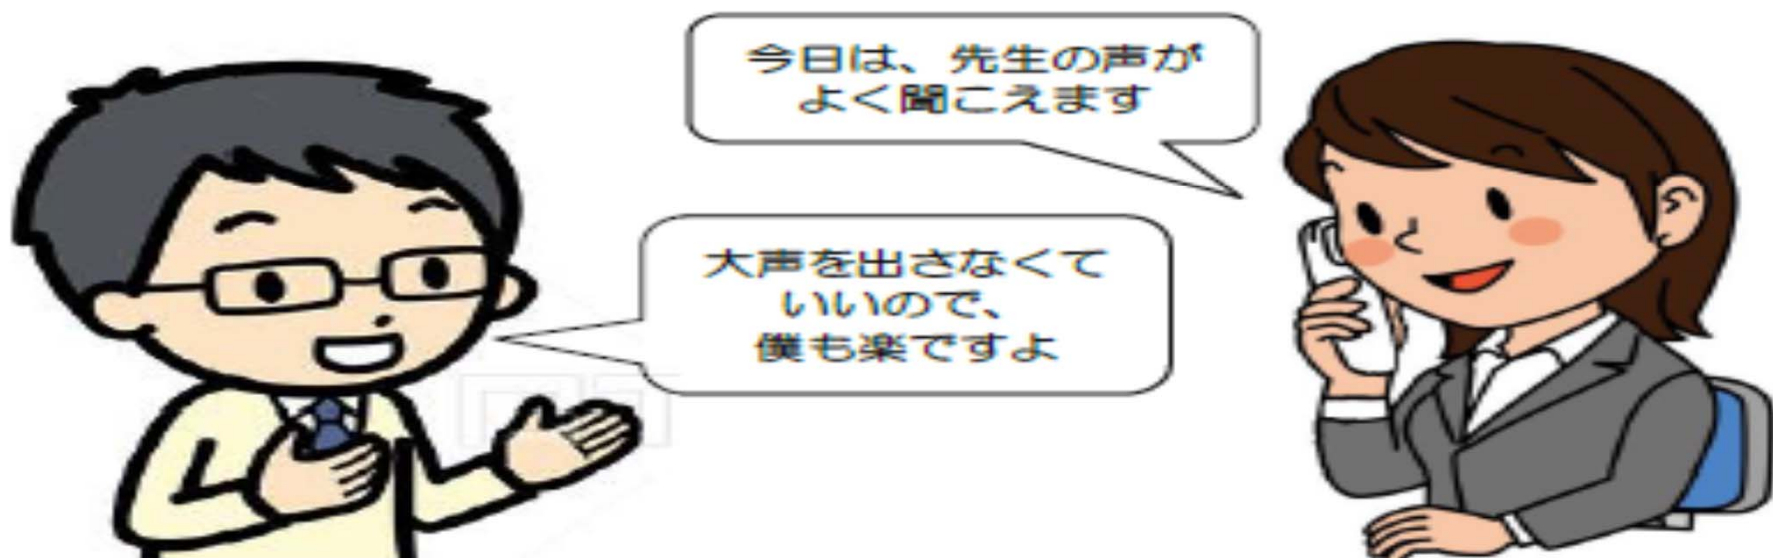 今日は、先生の声が
よく聞こえます
大声を出さなくて
いいので、
僕も楽ですよ